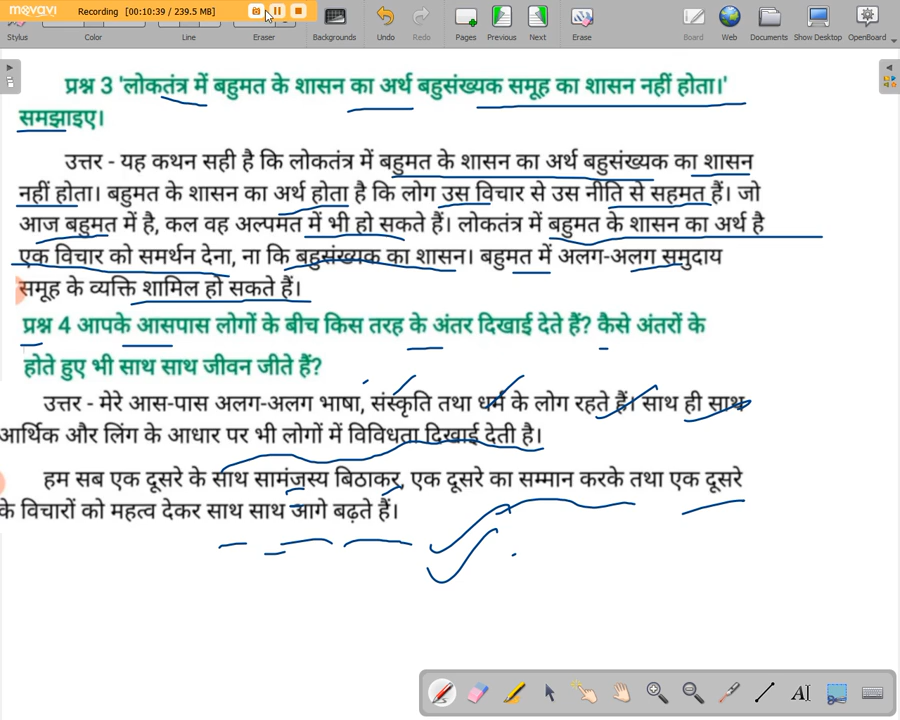 movavi Recording [00:10:39 / 239.5 MB]
Stylus Color Line Eraser Backgrounds Undo Redo Pages Previous Next Erase Board Web Documents Show Desktop OpenBoard
प्रश्न 3 'लोकतंत्र में बहुमत के शासन का अर्थ बहुसंख्यक समूह का शासन नहीं होता।'
समझाइए।
उत्तर - यह कथन सही है कि लोकतंत्र में बहुमत के शासन का अर्थ बहुसंख्यक का शासन
नहीं होता। बहुमत के शासन का अर्थ होता है कि लोग उस विचार से उस नीति से सहमत हैं। जो
आज बहुमत में है, कल वह अल्पमत में भी हो सकते हैं। लोकतंत्र में बहुमत के शासन का अर्थ है
एक विचार को समर्थन देना, ना कि बहुसंख्यक का शासन। बहुमत में अलग-अलग समुदाय
समूह के व्यक्ति शामिल हो सकते हैं।
प्रश्न 4 आपके आसपास लोगों के बीच किस तरह के अंतर दिखाई देते हैं? कैसे अंतरों के
होते हुए भी साथ साथ जीवन जीते हैं?
उत्तर - मेरे आस-पास अलग-अलग भाषा, संस्कृति तथा धर्म के लोग रहते हैं। साथ ही साथ
आर्थिक और लिंग के आधार पर भी लोगों में विविधता दिखाई देती है।
हम सब एक दूसरे के साथ सामंजस्य बिठाकर, एक दूसरे का सम्मान करके तथा एक दूसरे
के विचारों को महत्व देकर साथ साथ आगे बढ़ते हैं।